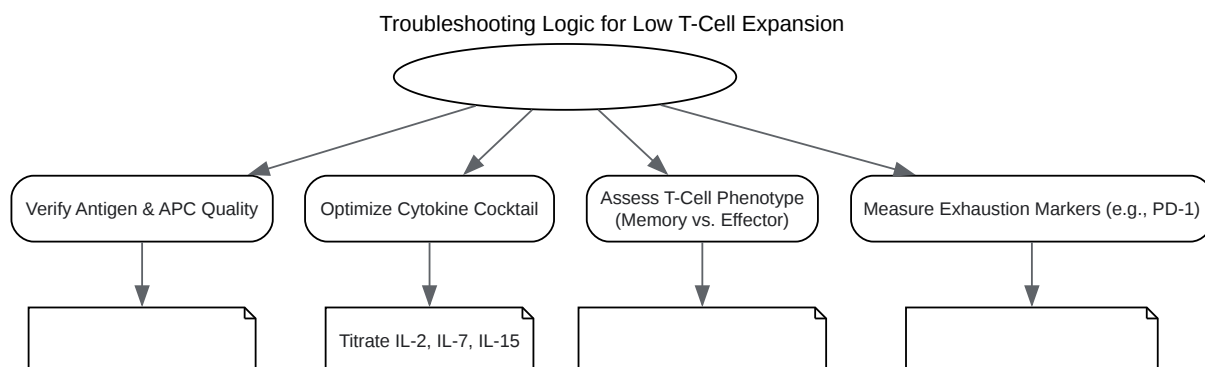 Troubleshooting Logic for Low T-Cell Expansion
Verify Antigen & APC Quality
Optimize Cytokine Cocktail
Assess T-Cell Phenotype
(Memory vs. Effector)
Measure Exhaustion Markers (e.g., PD-1)
Titrate IL-2, IL-7, IL-15